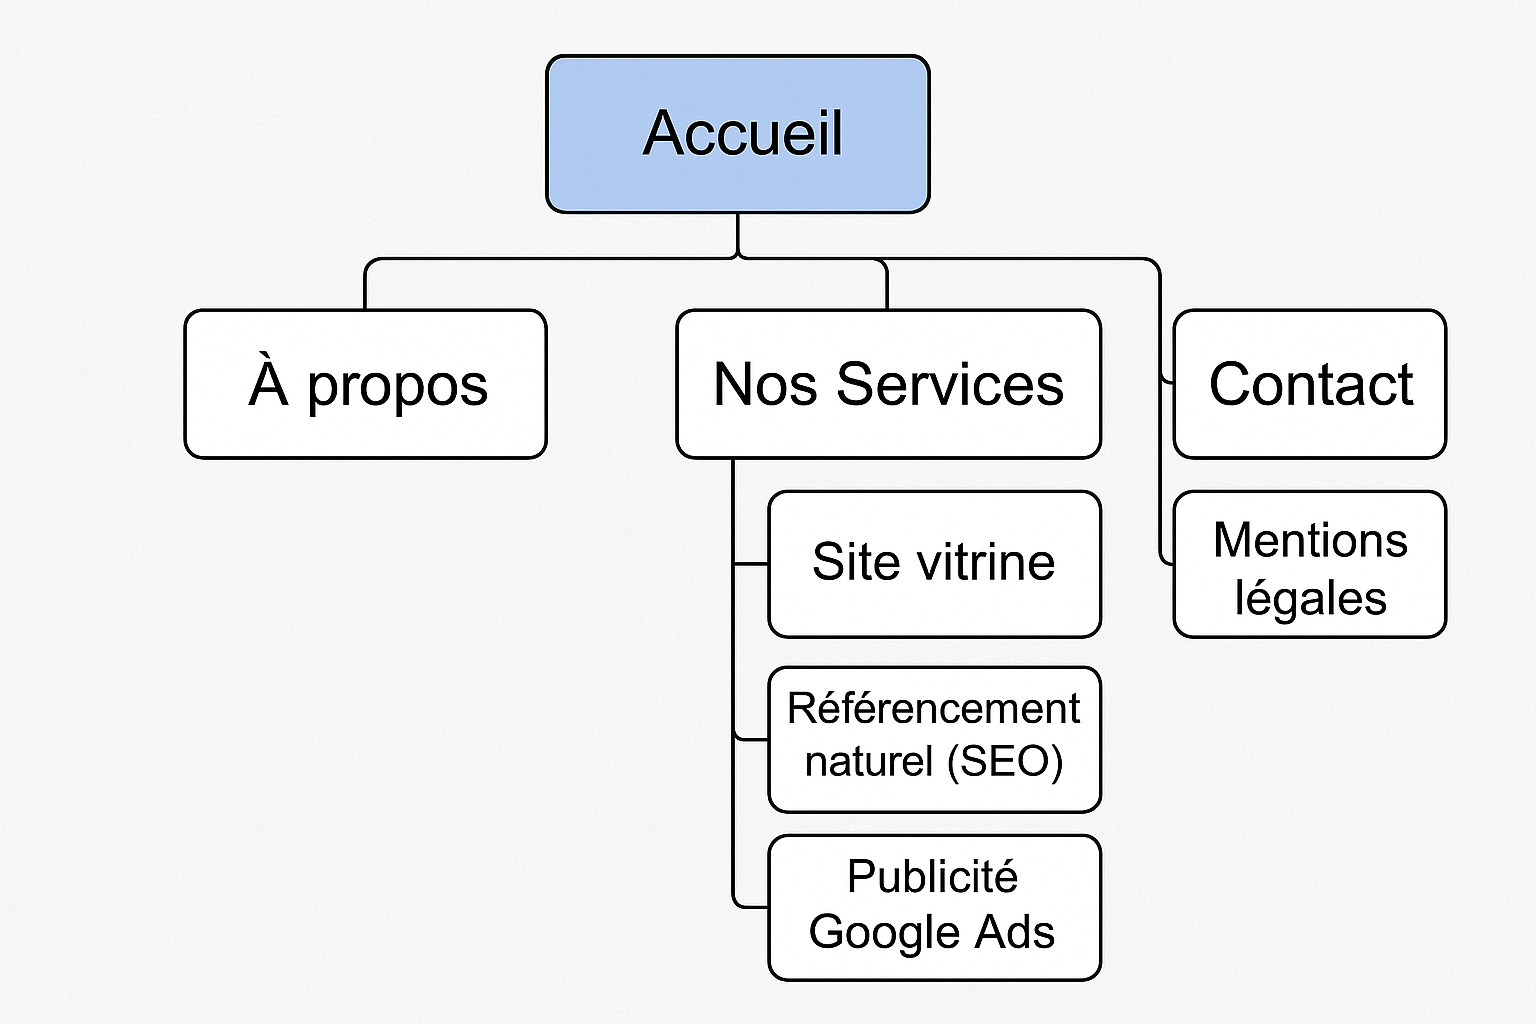 Accueil
À propos
Nos Services
Contact
Site vitrine
Mentions
légales
Référencement
naturel (SEO)
Publicité
Google Ads